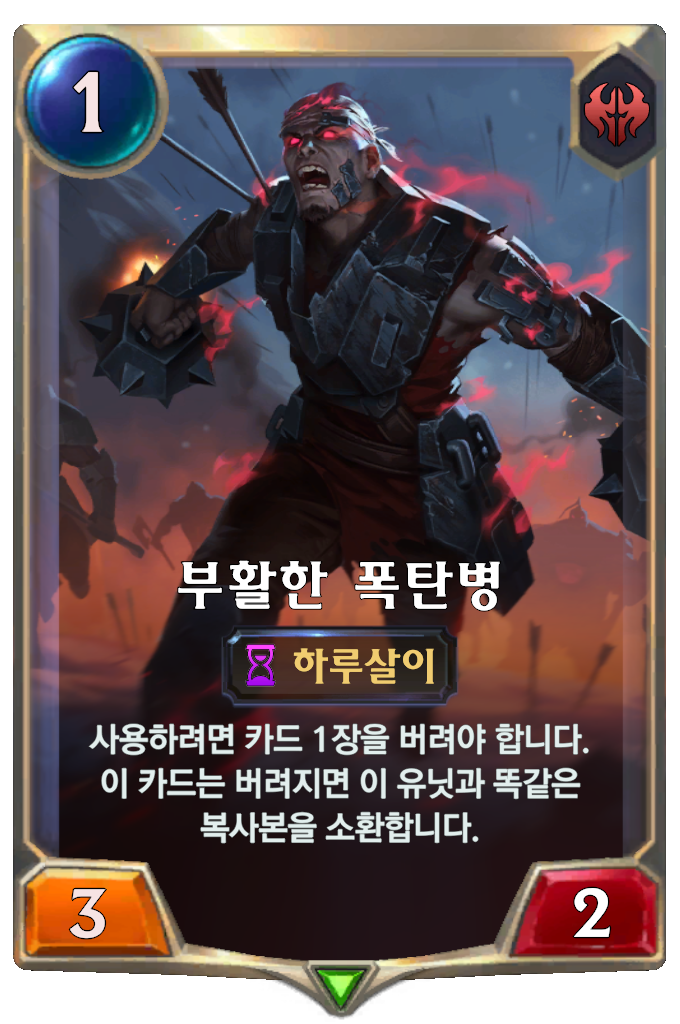 1
부활한 폭탄병
하루살이
사용하려면 카드 1장을 버려야 합니다.
이 카드는 버려지면 이 유닛과 똑같은
복사본을 소환합니다.
3
2